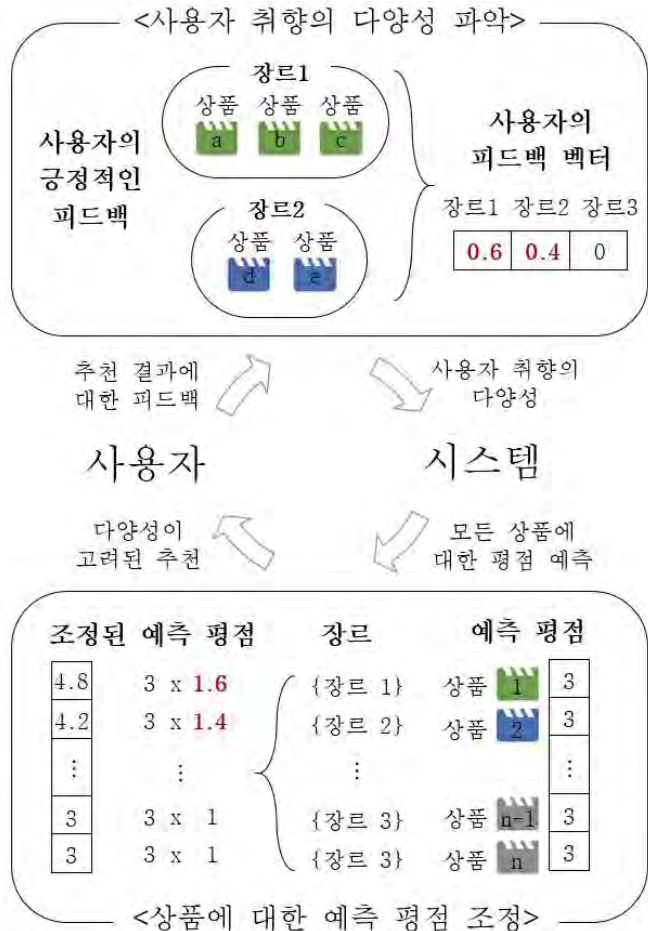 <사용자 취향의 다양성 파악>
장르1
상품 상품 상품
a b c
사용자의
긍정적인
피드백
장르2
상품 상품
d e
사용자의
피드백 벡터
장르1 장르2 장르3
0.6 0.4 0
추천 결과에
대한 피드백
사용자 취향의
다양성
사용자
시스템
다양성이
고려된 추천
모든 상품에
대한 평점 예측
조정된 예측 평점 장르 예측 평점
4.8 3 x 1.6 {장르 1} 상품 1 3
4.2 3 x 1.4 {장르 2} 상품 2 3
⋮ ⋮ ⋮ ⋮
3 3 x 1 {장르 3} 상품 n-1 3
3 3 x 1 {장르 3} 상품 n 3
<상품에 대한 예측 평점 조정>